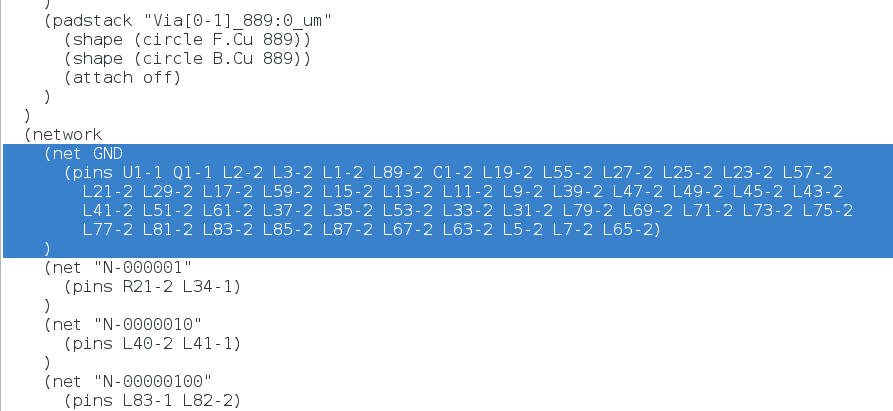 )
(padstack "Via[0-1]_889:0_um"
(shape (circle F.Cu 889))
(shape (circle B.Cu 889))
(attach off)
)
)
(network
(net GND
(pins U1-1 Q1-1 L2-2 L3-2 L1-2 L89-2 C1-2 L19-2 L55-2 L27-2 L25-2 L23-2 L57-2
L21-2 L29-2 L17-2 L59-2 L15-2 L13-2 L11-2 L9-2 L39-2 L47-2 L49-2 L45-2 L43-2
L41-2 L51-2 L61-2 L37-2 L35-2 L53-2 L33-2 L31-2 L79-2 L69-2 L71-2 L73-2 L75-2
L77-2 L81-2 L83-2 L85-2 L87-2 L67-2 L63-2 L5-2 L7-2 L65-2)
)
(net "N-000001"
(pins R21-2 L34-1)
)
(net "N-0000010"
(pins L40-2 L41-1)
)
(net "N-00000100"
(pins L83-1 L82-2)